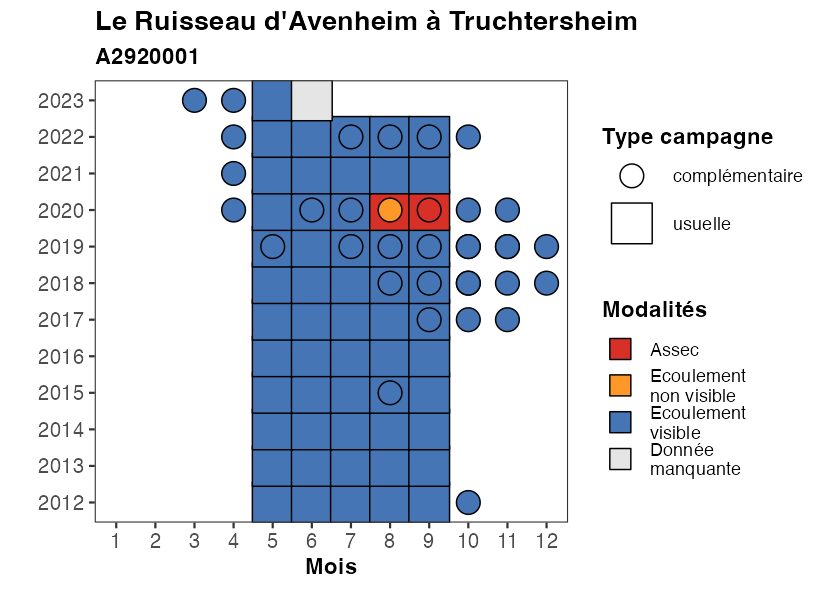 Le Ruisseau d'Avenheim à Truchtersheim
A2920001
2023
2022
2021
2020
2019
2018
2017
2016
2015
2014
2013
2012
1 2 3 4 5 6 7 8 9 10 11 12
Mois
Type campagne
complémentaire
usuelle
Modalités
Assec
Ecoulement
non visible
Ecoulement
visible
Donnée
manquante